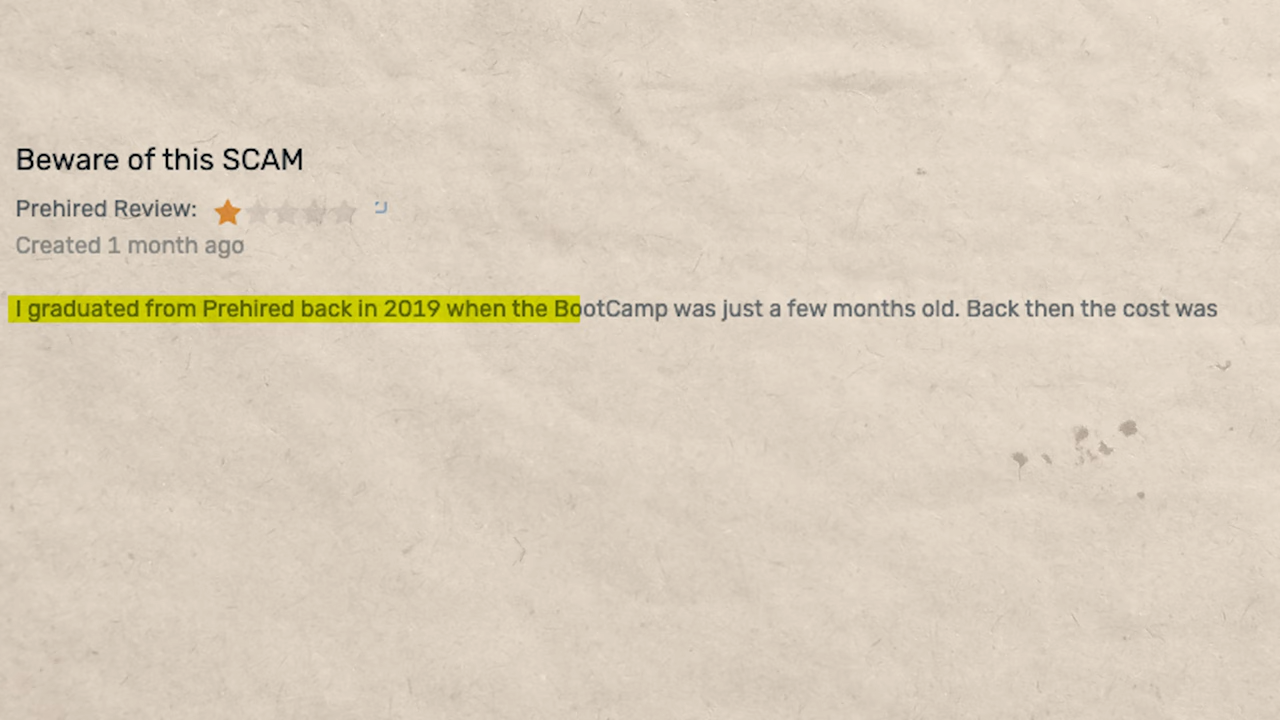 Beware of this SCAM
Prehired Review:
Created 1 month ago
I graduated from Prehired back in 2019 when the BootCamp was just a few months old. Back then the cost was